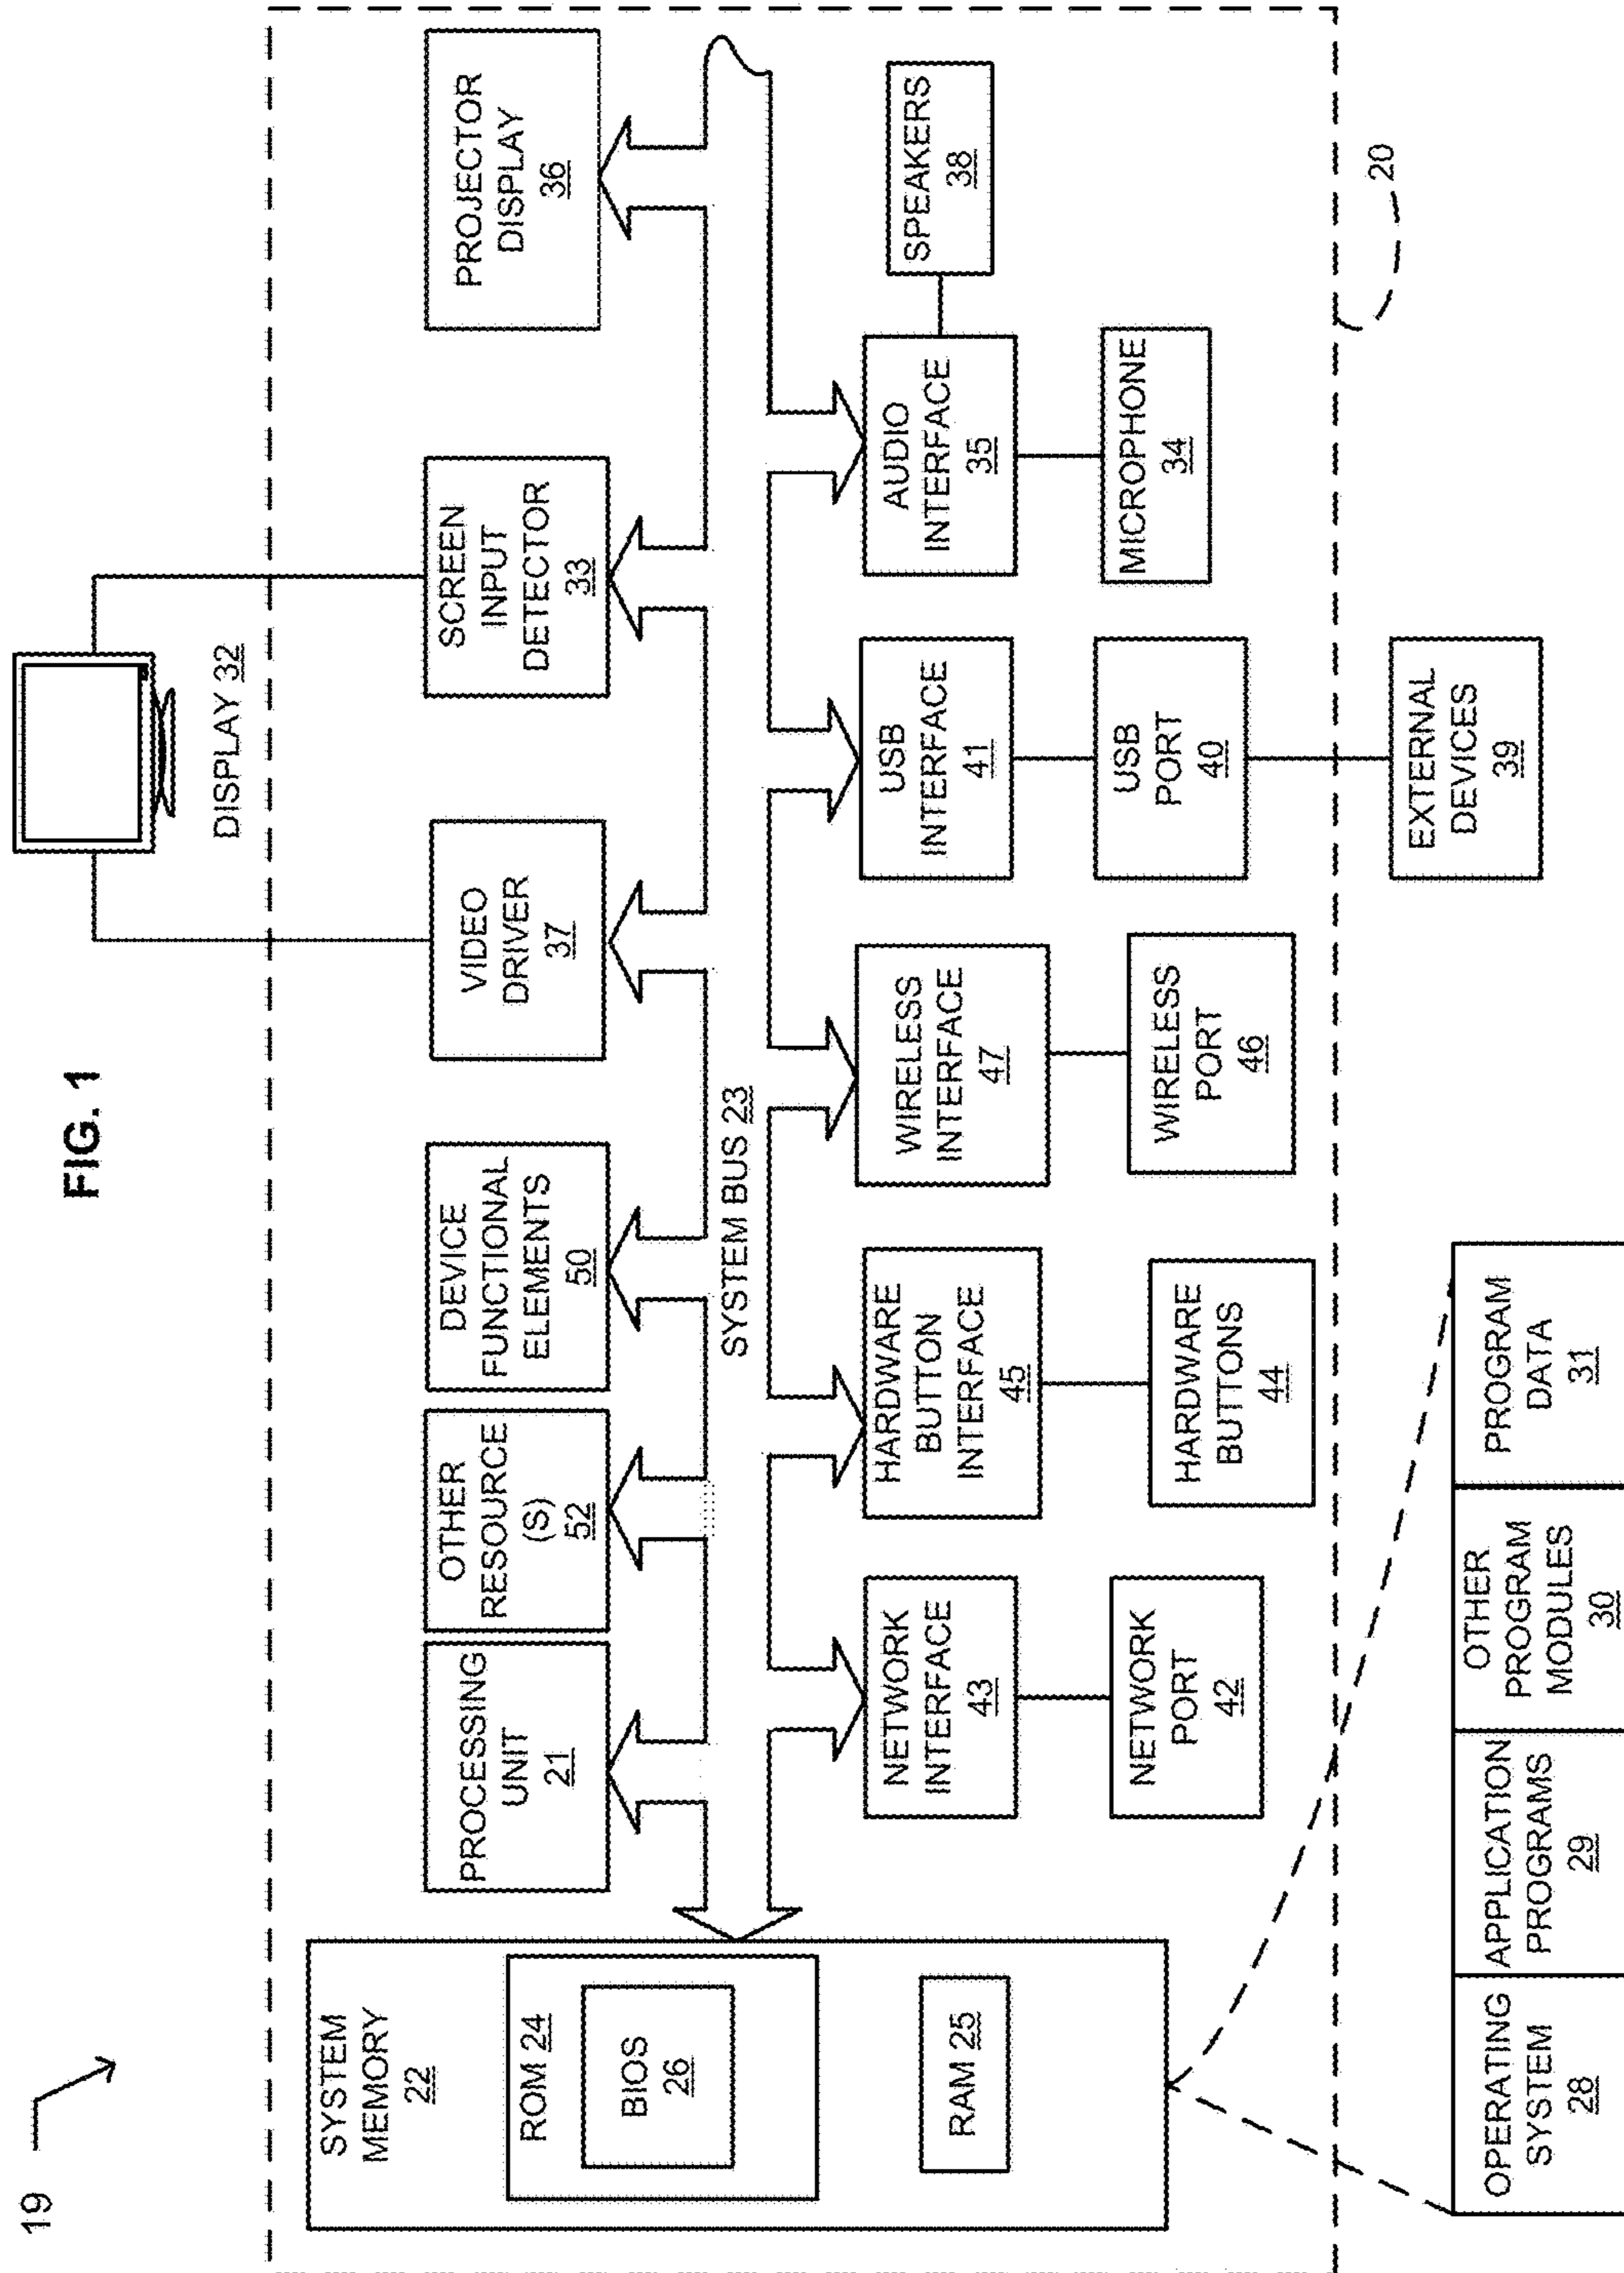 19
FIG. 1
DISPLAY 32
SYSTEM
MEMORY
22
ROM 24
BIOS
26
RAM 25
PROCESSING
UNIT
21
OTHER
RESOURCE
(S)
52
DEVICE
FUNCTIONAL
ELEMENTS
50
VIDEO
DRIVER
37
SCREEN
INPUT
DETECTOR
33
PROJECTOR
DISPLAY
36
SYSTEM BUS 23
NETWORK
INTERFACE
43
HARDWARE
BUTTON
INTERFACE
45
WIRELESS
INTERFACE
47
USB
INTERFACE
41
AUDIO
INTERFACE
35
SPEAKERS
38
NETWORK
PORT
42
HARDWARE
BUTTONS
44
WIRELESS
PORT
46
USB
PORT
40
MICROPHONE
34
20
OPERATING
SYSTEM
28
APPLICATION
PROGRAMS
29
OTHER
PROGRAM
MODULES
30
PROGRAM
DATA
31
EXTERNAL
DEVICES
39